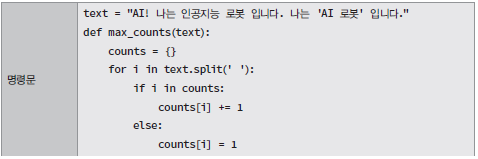 text = "AI! 나는 인공지능 로봇 입니다. 나는 'AI 로봇' 입니다."
def max_counts(text):
counts = {}
for i in text.split(' '):
명령문
if i in counts:
counts[i] += 1
else:
counts[i] = 1